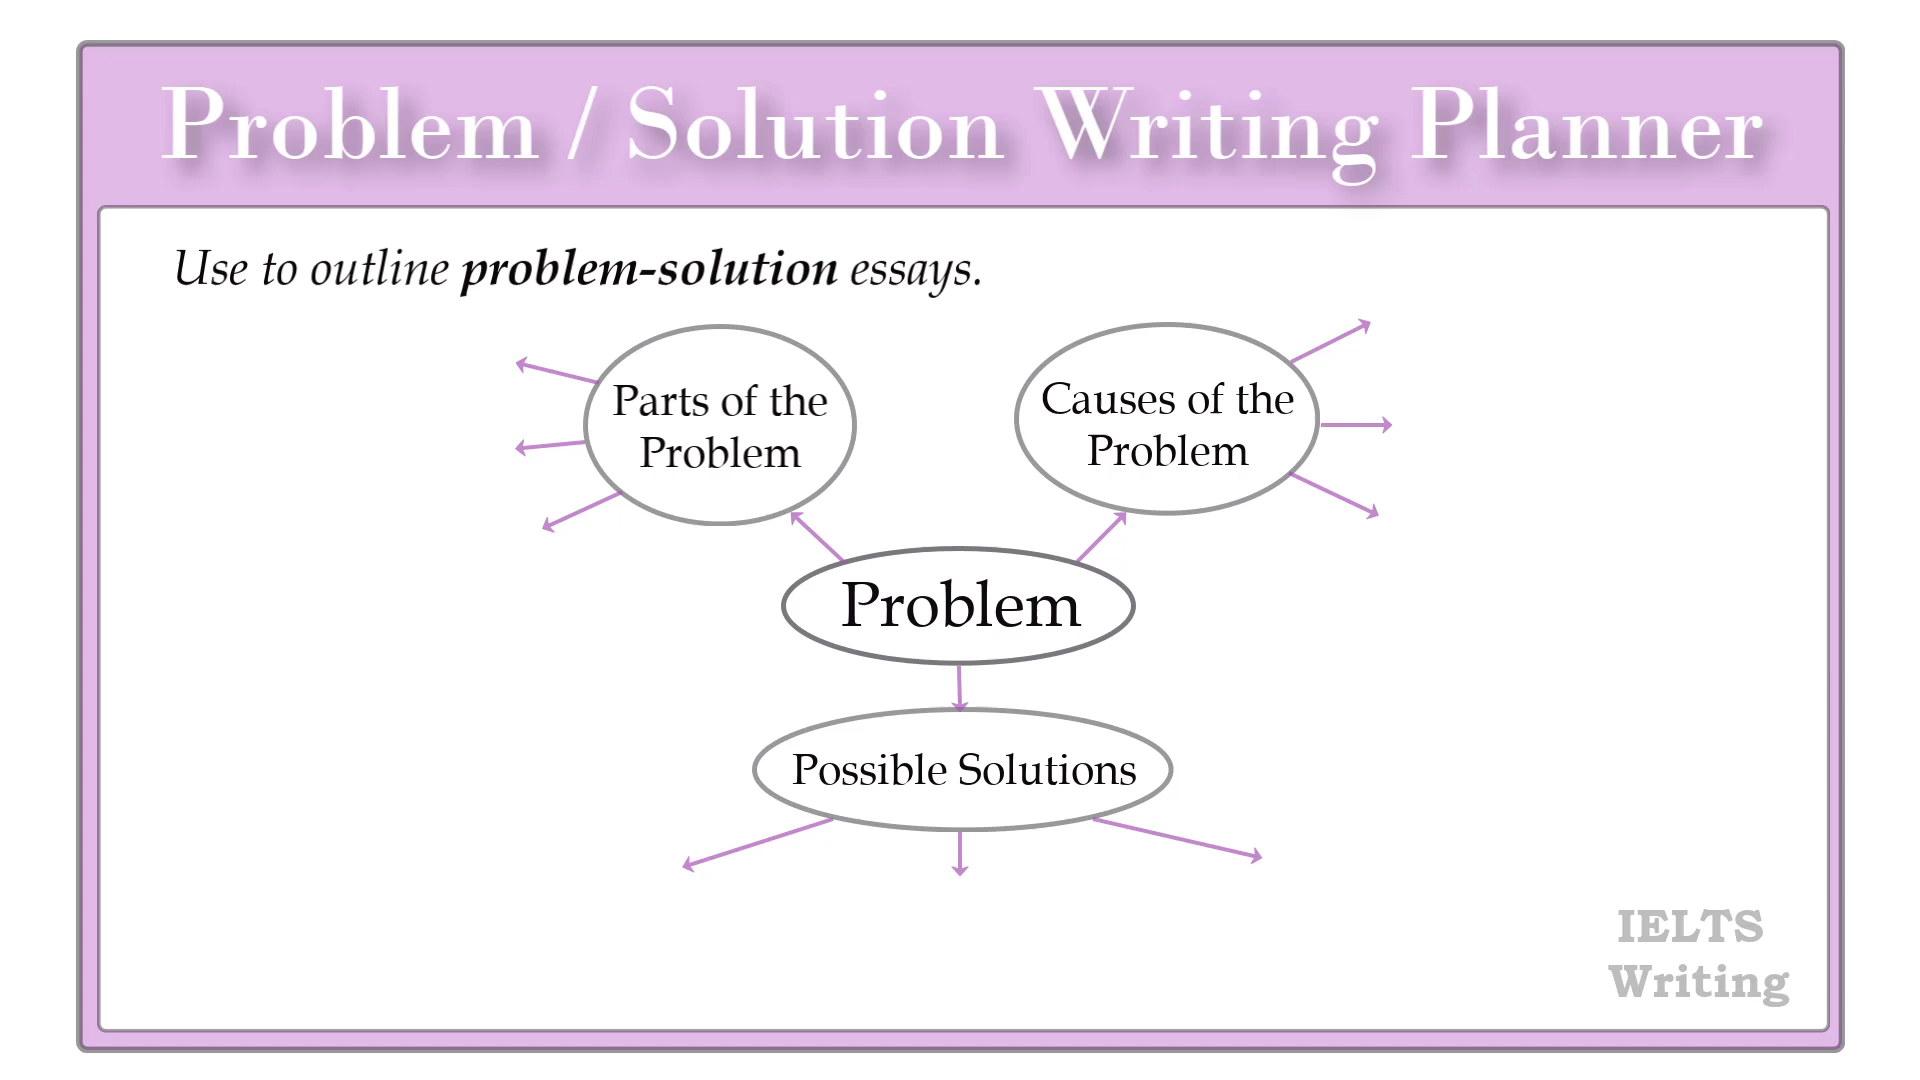 Problem / Solution Writing Planner
Use to outline problem-solution essays.
Parts of the
Problem
Causes of the
Problem
Problem
Possible Solutions
IELTS
Writing